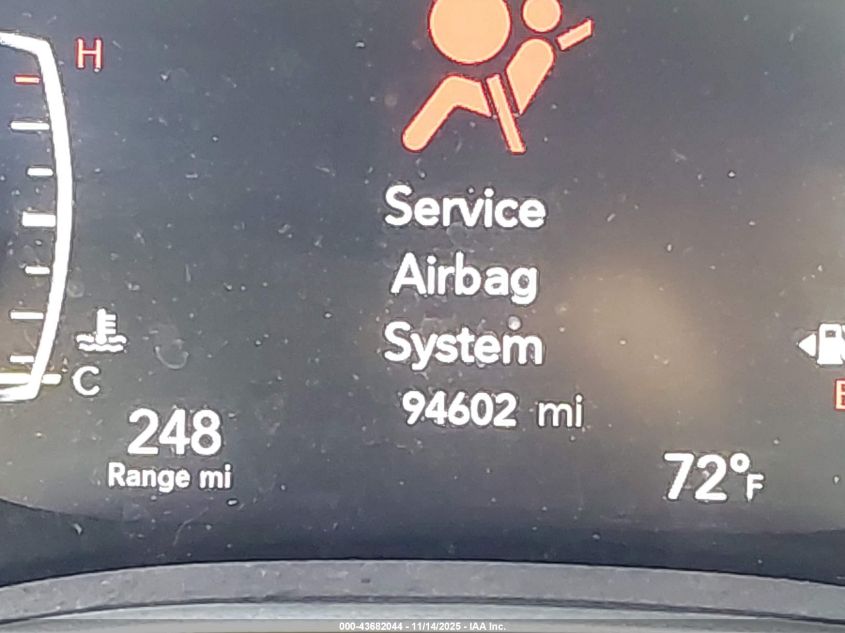 H
Service
Airbag
System
C
94602 mi
248
Range mi
72°F
E
000-43682044 - 11/14/2025 - IAA Inc.